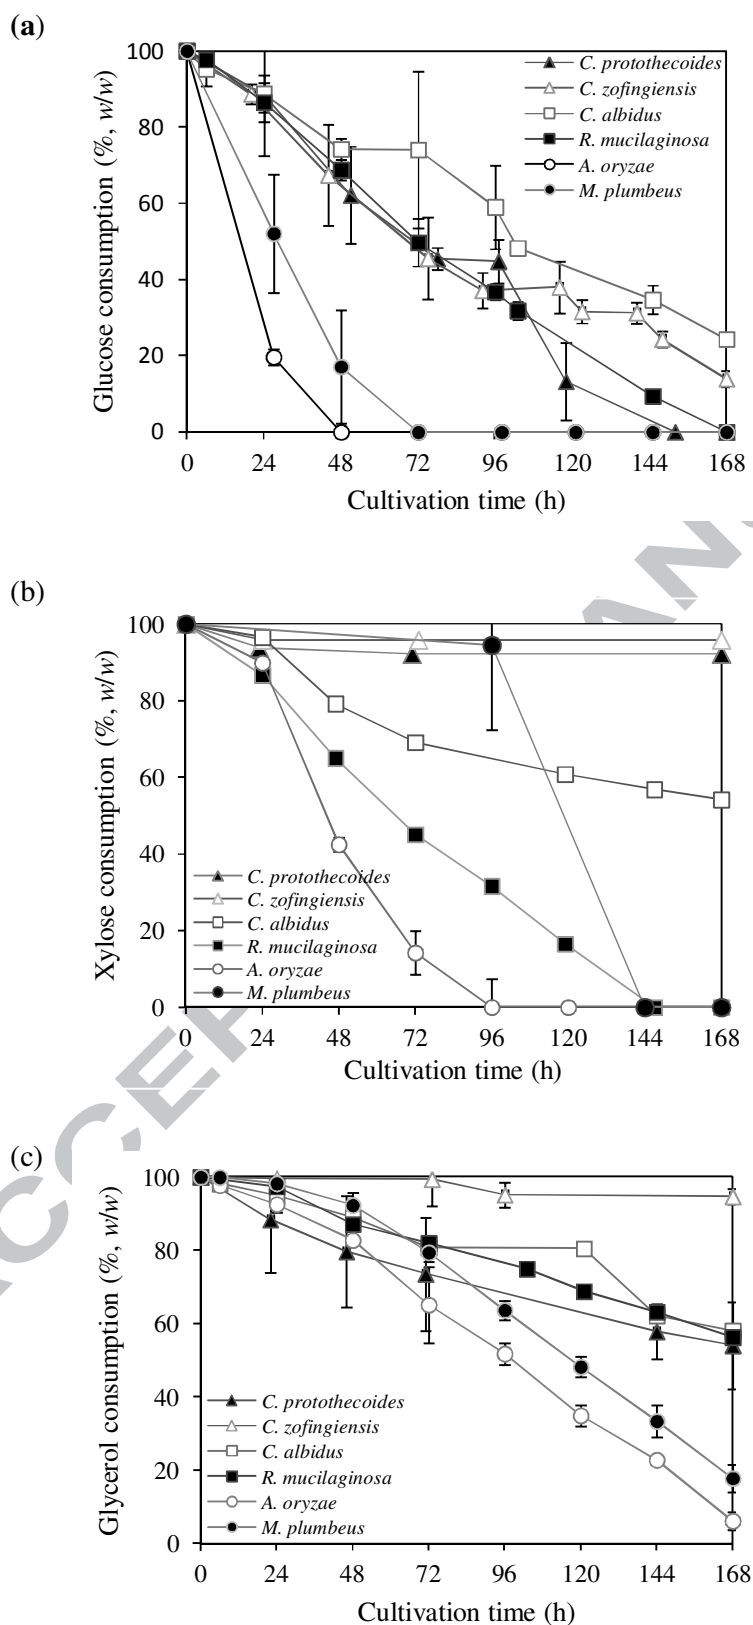 (a)
Glucose consumption (%, w/w)
100
80
60
40
20
0
C. protothecoides
C. zofingiensis
C. albidus
R. mucilaginosa
A. oryzae
M. plumbeus
0 24 48 72 96 120 144 168
Cultivation time (h)
(b)
Xylose consumption (%, w/w)
100
80
60
40
20
0
C. protothecoides
C. zofingiensis
C. albidus
R. mucilaginosa
A. oryzae
M. plumbeus
0 24 48 72 96 120 144 168
Cultivation time (h)
(c)
Glycerol consumption (%, w/w)
100
80
60
40
20
0
C. protothecoides
C. zofingiensis
C. albidus
R. mucilaginosa
A. oryzae
M. plumbeus
0 24 48 72 96 120 144 168
Cultivation time (h)